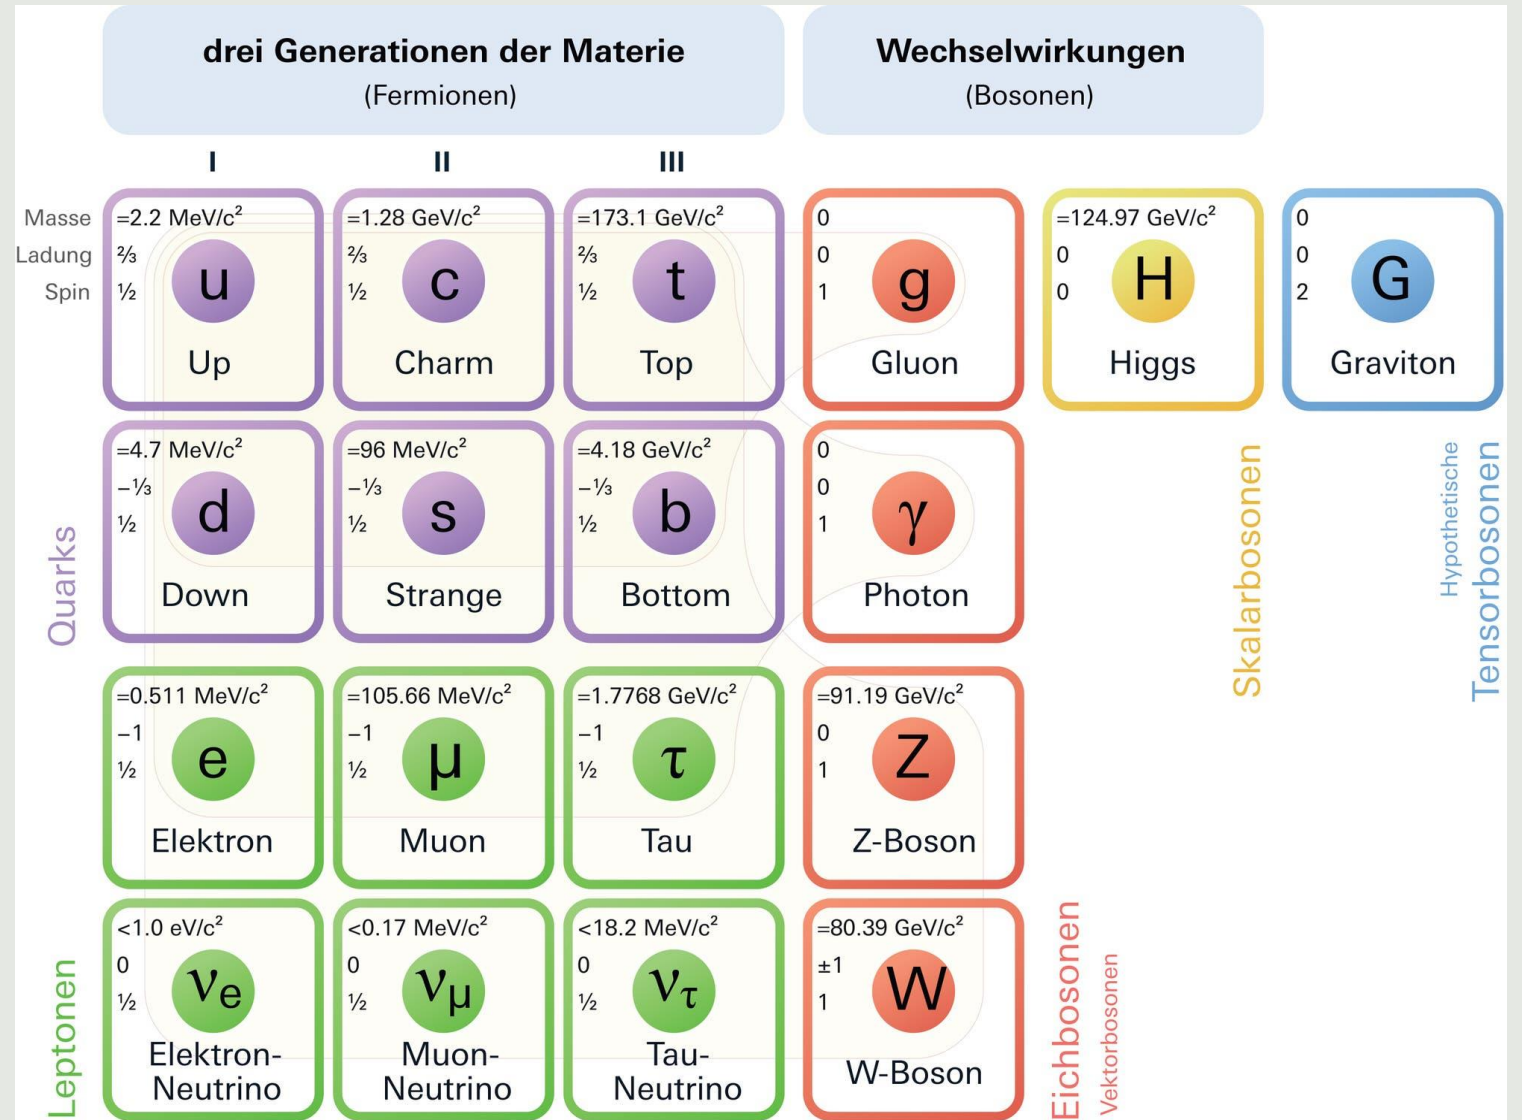 drei Generationen der Materie
(Fermionen)
Wechselwirkungen
(Bosonen)
I
II
III
Masse
Ladung
Spin
=2.2 MeV/c²
⅔
½
u
Up
=1.28 GeV/c²
⅔
½
c
Charm
=173.1 GeV/c²
⅔
½
t
Top
0
0
1
g
Gluon
=124.97 GeV/c²
0
0
H
Higgs
0
0
2
G
Graviton
Quarks
=4.7 MeV/c²
−⅓
½
d
Down
=96 MeV/c²
−⅓
½
s
Strange
=4.18 GeV/c²
−⅓
½
b
Bottom
0
0
1
γ
Photon
Skalarbosonen
Hypothetische
Tensorbosonen
=0.511 MeV/c²
−1
½
e
Elektron
=105.66 MeV/c²
−1
½
μ
Muon
=1.7768 GeV/c²
−1
½
τ
Tau
=91.19 GeV/c²
0
1
Z
Z-Boson
Leptonen
<1.0 eV/c²
0
½
νe
Elektron-
Neutrino
<0.17 MeV/c²
0
½
νμ
Muon-
Neutrino
<18.2 MeV/c²
0
½
ντ
Tau-
Neutrino
=80.39 GeV/c²
±1
1
W
W-Boson
Eichbosonen
Vektorbosonen